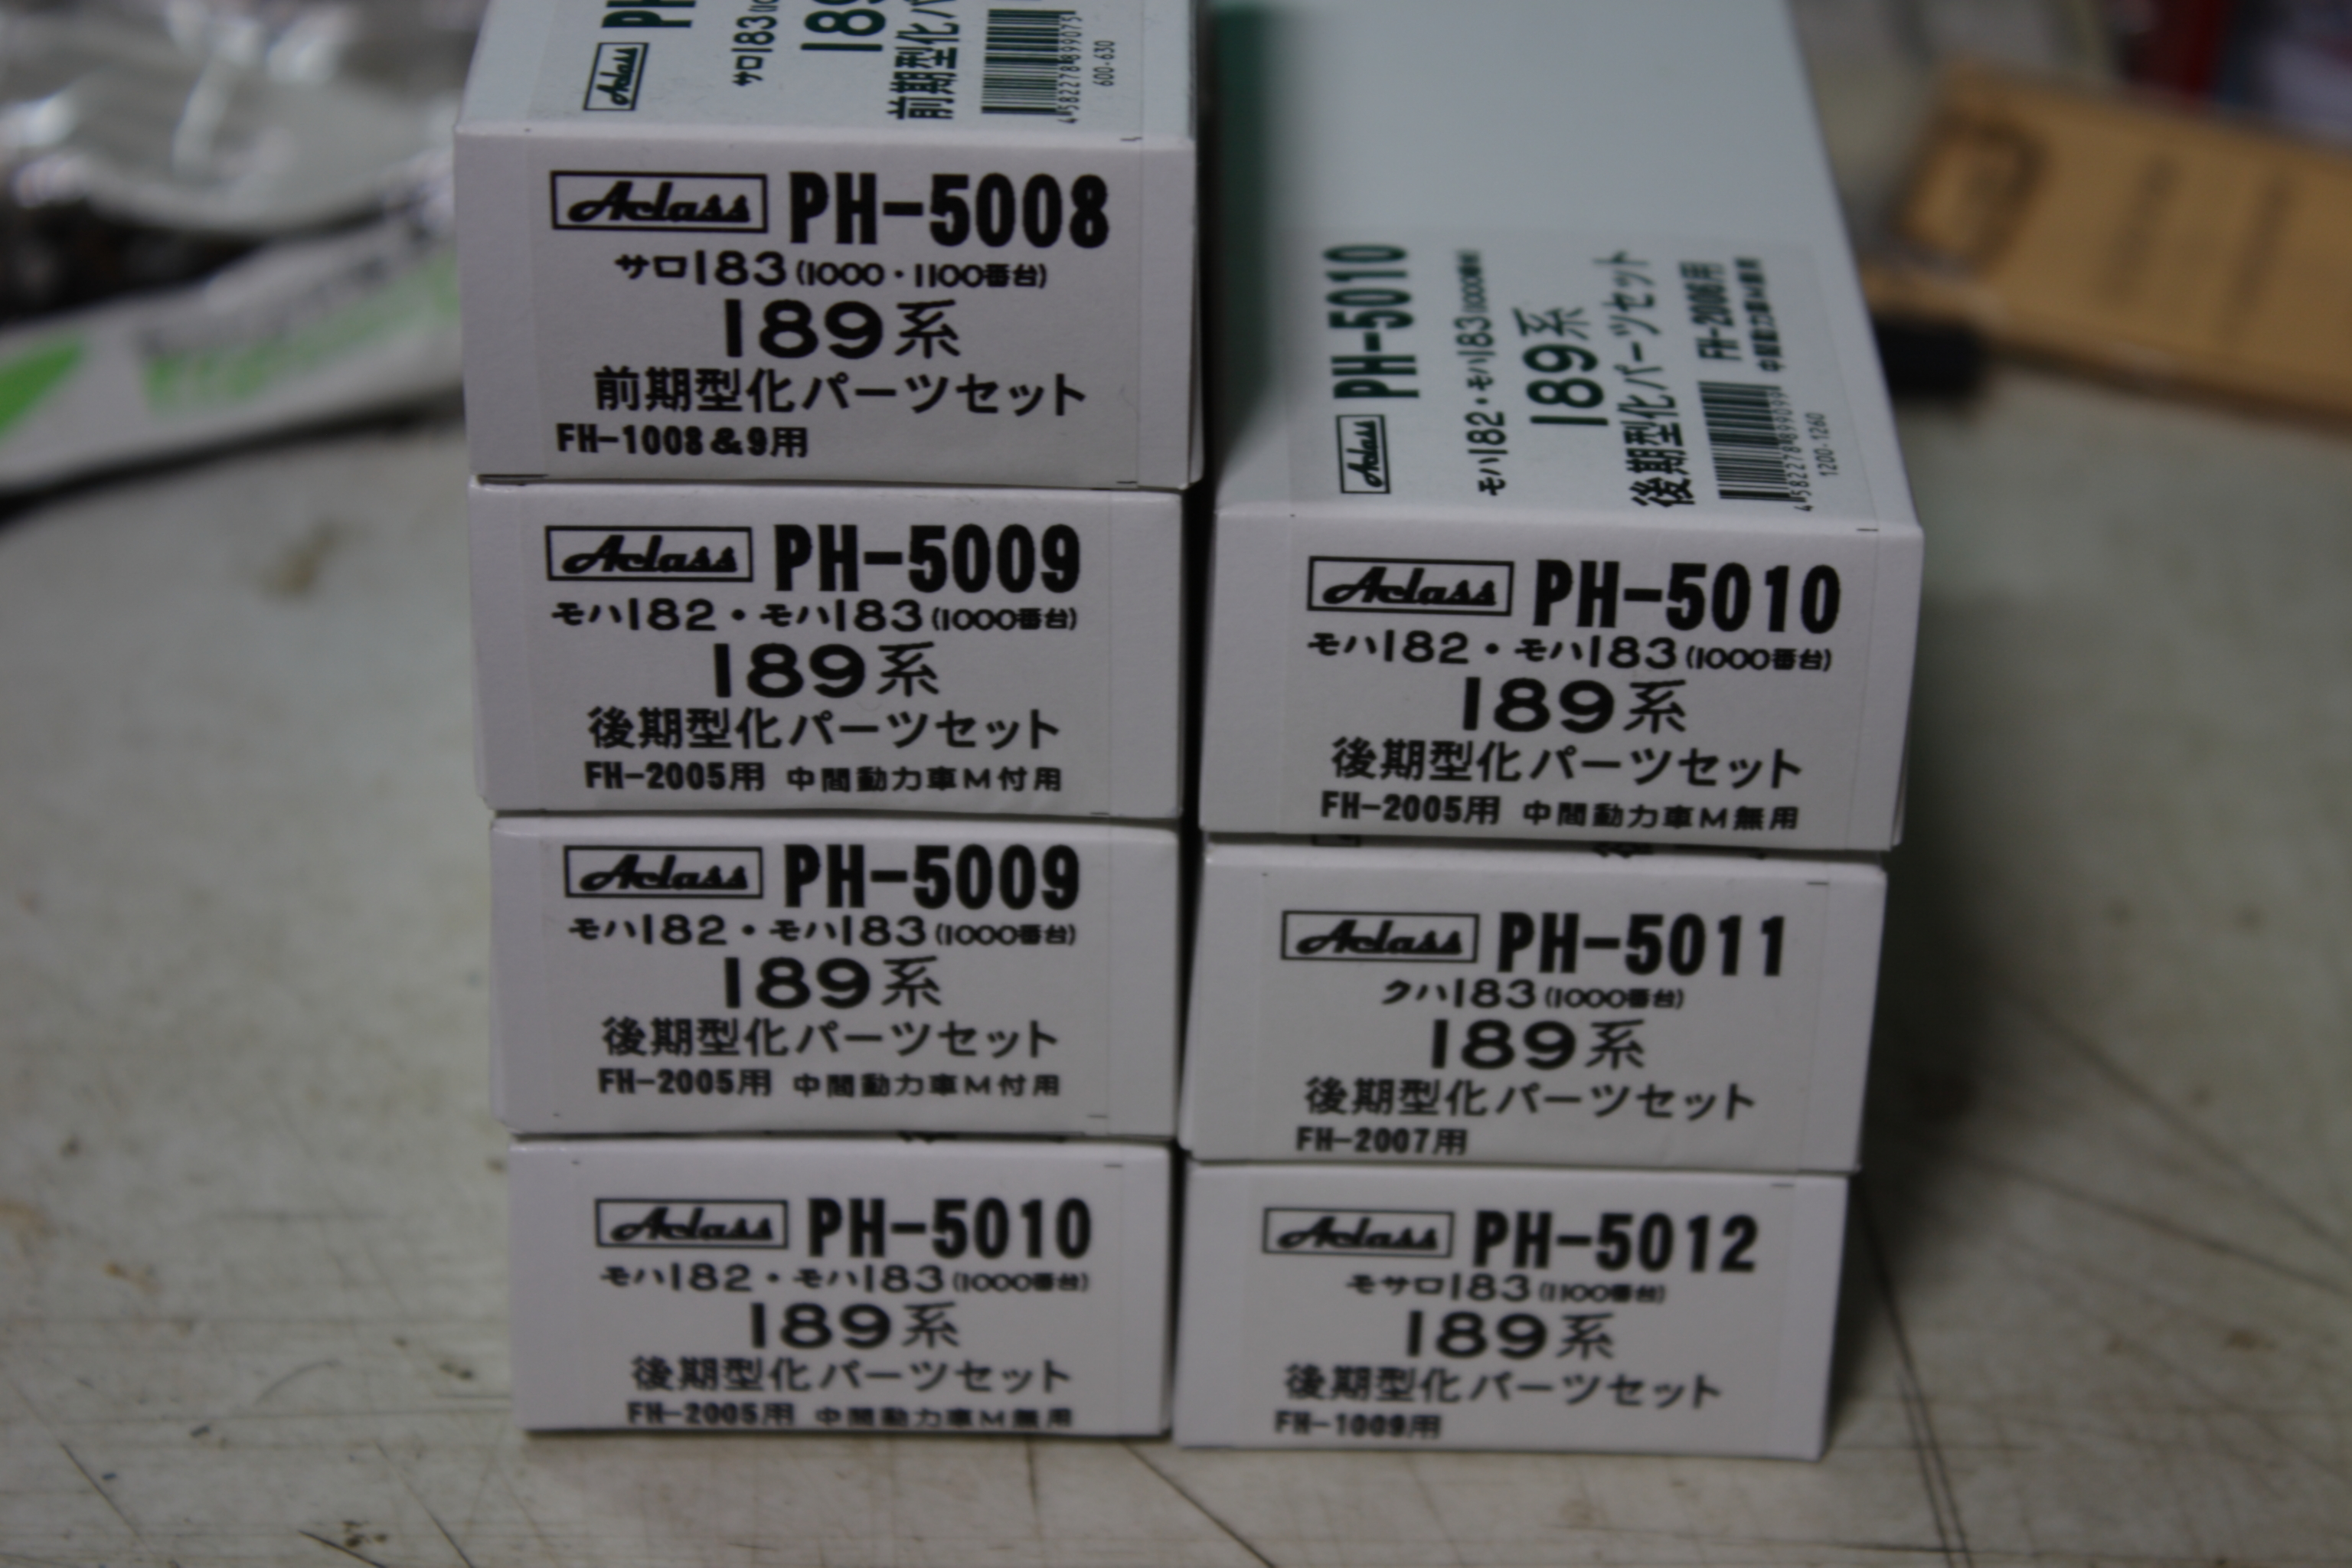 Aclass
サロ183
前期型化パ
4582278899075
600-630
Aclass PH-5008
サロ183(1000・1100番台)
189系
前期型化パーツセット
FH-1008&9用
Aclass PH-5009
モハ182・モハ183(1000番台)
189系
後期型化パーツセット
FH-2005用 中間動力車M付用
Aclass PH-5009
モハ182・モハ183(1000番台)
189系
後期型化パーツセット
FH-2005用 中間動力車M付用
Aclass PH-5010
モハ182・モハ183(1000番台)
189系
後期型化パーツセット
FH-2005用 中間動力車M無用
Aclass PH-5010
モハ182・モハ183(1000番台)
189系
後期型化パーツセット
1200-1260
Aclass PH-5010
モハ182・モハ183(1000番台)
189系
後期型化パーツセット
FH-2005用 中間動力車M無用
Aclass PH-5011
クハ183(1000番台)
189系
後期型化パーツセット
FH-2007用
Aclass PH-5012
モサロ183(1100番台)
189系
後期型化パーツセット
FH-1009用